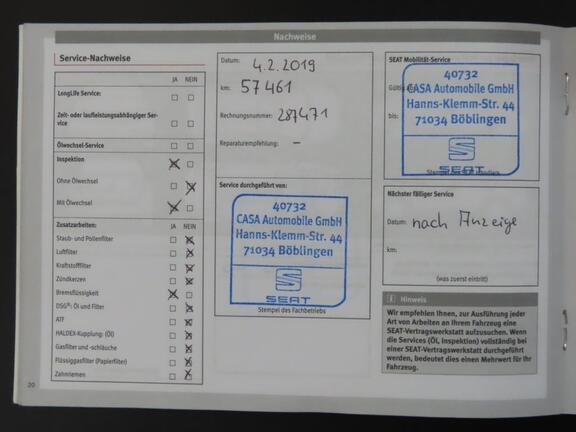 Nachweise
Service-Nachweise
JA NEIN
LongLife Service:
Zeit- oder laufleistungsabhängiger Ser-
vice
Ölwechsel-Service
Inspektion
Ohne Ölwechsel
Mit Ölwechsel
Zusatzarbeiten: JA NEIN
Staub- und Pollenfilter
Luftfilter
Kraftstofffilter
Zündkerzen
Bremsflüssigkeit
DSG®: Öl und Filter
ATF
HALDEX-Kupplung: (Öl)
Gasfilter und -schläuche
Flüssiggasfilter (Papierfilter)
Zahnriemen
20
Datum: 4.2.2019
km: 57461
Rechnungsnummer: 287471
Reparaturempfehlung: –
Service durchgeführt von:
40732
CASA Automobile GmbH
Hanns-Klemm-Str. 44
71034 Böblingen
SEAT
Stempel des Fachbetriebs
SEAT Mobilität-Service
40732
CASA Automobile GmbH
Hanns-Klemm-Str. 44
bis: 71034 Böblingen
SEAT
Nächster fälliger Service
Datum: nach Anzeige
km:
(was zuerst eintritt)
i Hinweis
Wir empfehlen Ihnen, zur Ausführung jeder
Art von Arbeiten an Ihrem Fahrzeug eine
SEAT-Vertragswerkstatt aufzusuchen. Wenn
die Services (Öl, Inspektion) vollständig bei
einer SEAT-Vertragswerkstatt durchgeführt
werden, bedeutet dies einen Mehrwert für Ihr
Fahrzeug.